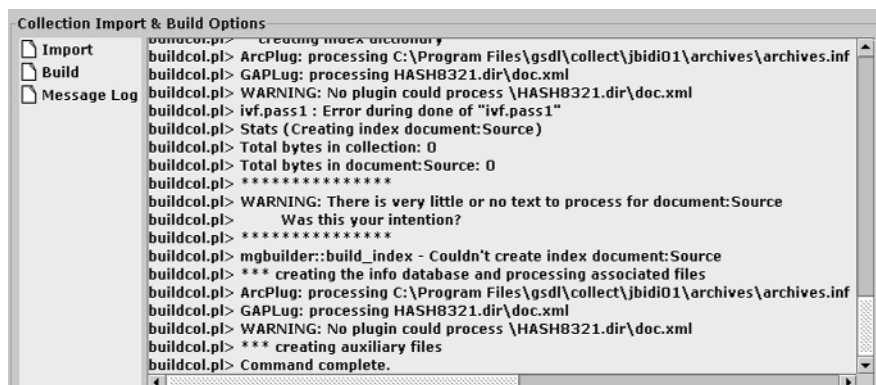 Collection Import & Build Options
Import
Build
Message Log
buildcol.pl> creating index dictionary
buildcol.pl> ArcPlug: processing C:\Program Files\gsdl\collect\jbidi01\archives\archives.inf
buildcol.pl> GAPLug: processing HASH8321.dir\doc.xml
buildcol.pl> WARNING: No plugin could process \HASH8321.dir\doc.xml
buildcol.pl> ivf.pass1 : Error during done of "ivf.pass1"
buildcol.pl> Stats (Creating index document:Source)
buildcol.pl> Total bytes in collection: 0
buildcol.pl> Total bytes in document:Source: 0
buildcol.pl> ***************
buildcol.pl> WARNING: There is very little or no text to process for document:Source
buildcol.pl> Was this your intention?
buildcol.pl> ***************
buildcol.pl> mgbuilder::build_index - Couldn't create index document:Source
buildcol.pl> *** creating the info database and processing associated files
buildcol.pl> ArcPlug: processing C:\Program Files\gsdl\collect\jbidi01\archives\archives.inf
buildcol.pl> GAPLug: processing HASH8321.dir\doc.xml
buildcol.pl> WARNING: No plugin could process \HASH8321.dir\doc.xml
buildcol.pl> *** creating auxiliary files
buildcol.pl> Command complete.